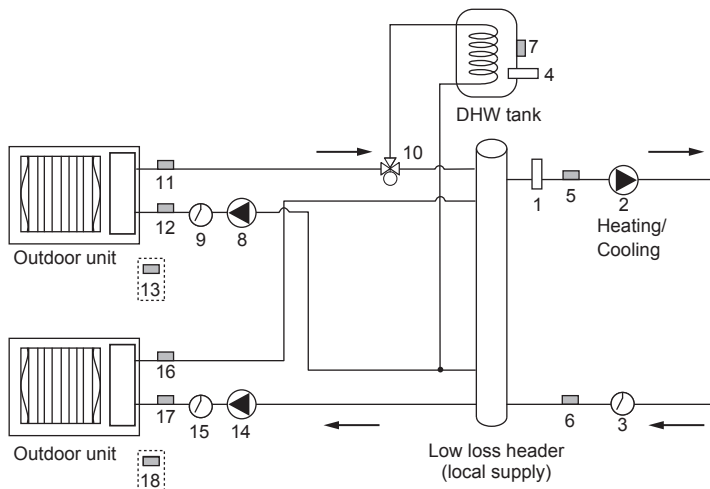 7
4
DHW tank
10
11
12
9
8
1
5
2
Outdoor unit
Heating/
Cooling
13
16
17
15
14
6
3
Outdoor unit
Low loss header
(local supply)
18